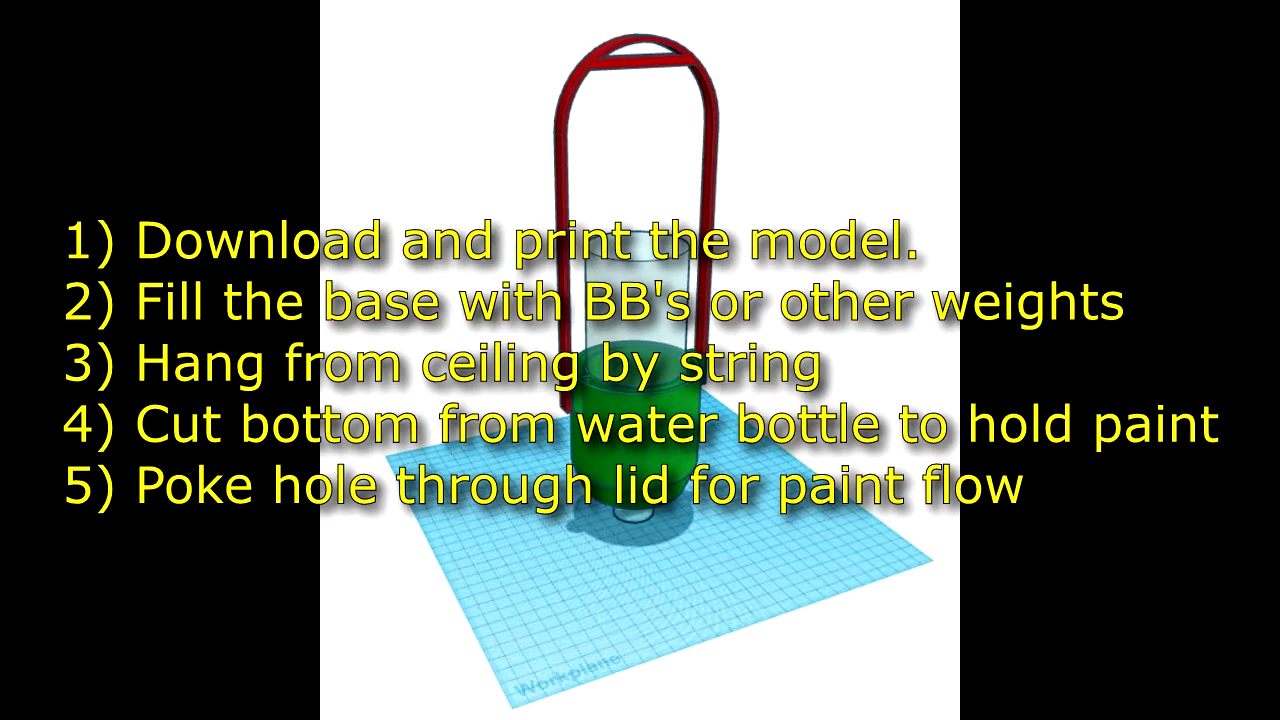 1) Download and print the model.
2) Fill the base with BB's or other weights
3) Hang from ceiling by string
4) Cut bottom from water bottle to hold paint
5) Poke hole through lid for paint flow
Workplane